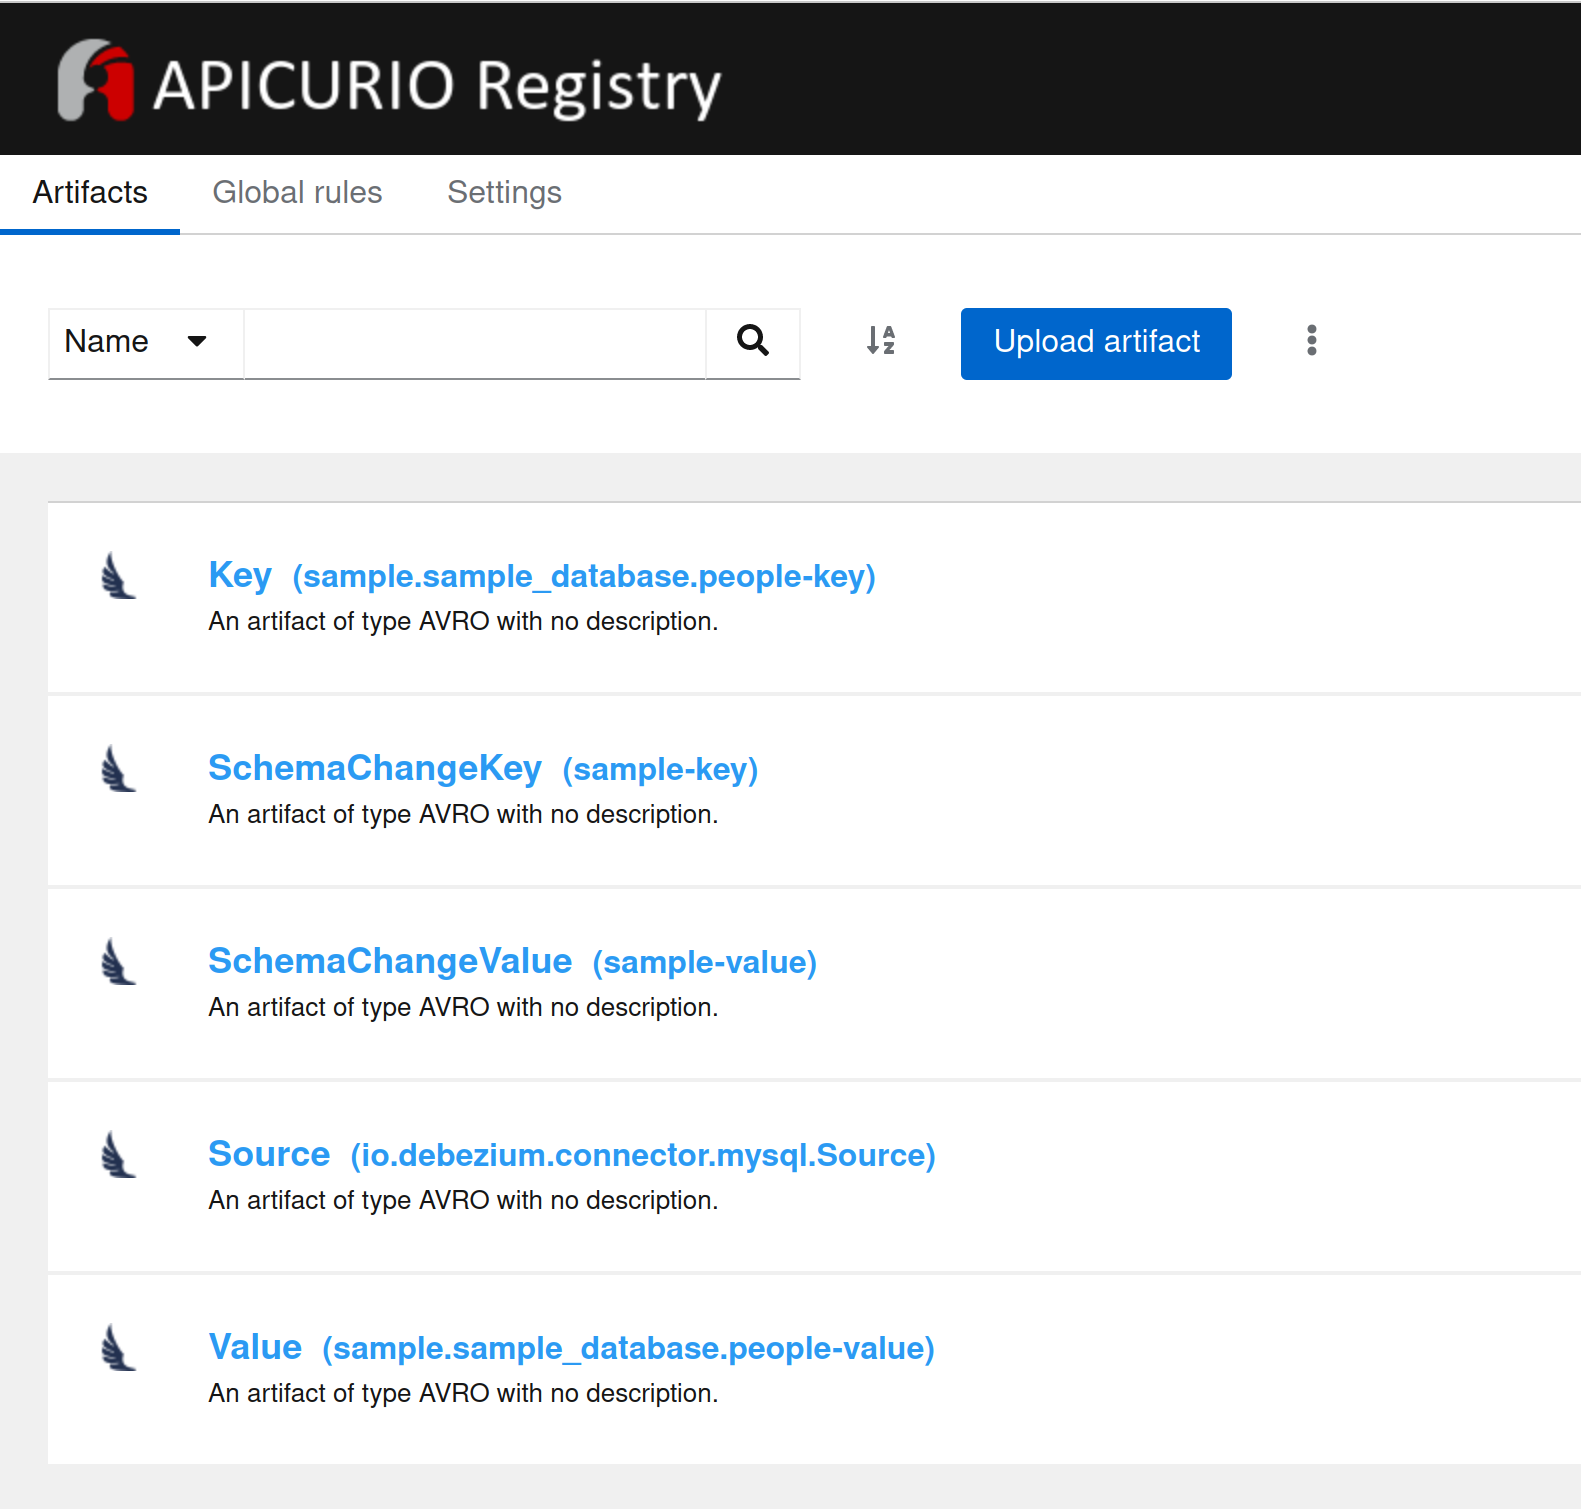 APICURIO Registry
Artifacts Global rules Settings
Name Upload artifact
Key (sample.sample_database.people-key)
An artifact of type AVRO with no description.
SchemaChangeKey (sample-key)
An artifact of type AVRO with no description.
SchemaChangeValue (sample-value)
An artifact of type AVRO with no description.
Source (io.debezium.connector.mysql.Source)
An artifact of type AVRO with no description.
Value (sample.sample_database.people-value)
An artifact of type AVRO with no description.